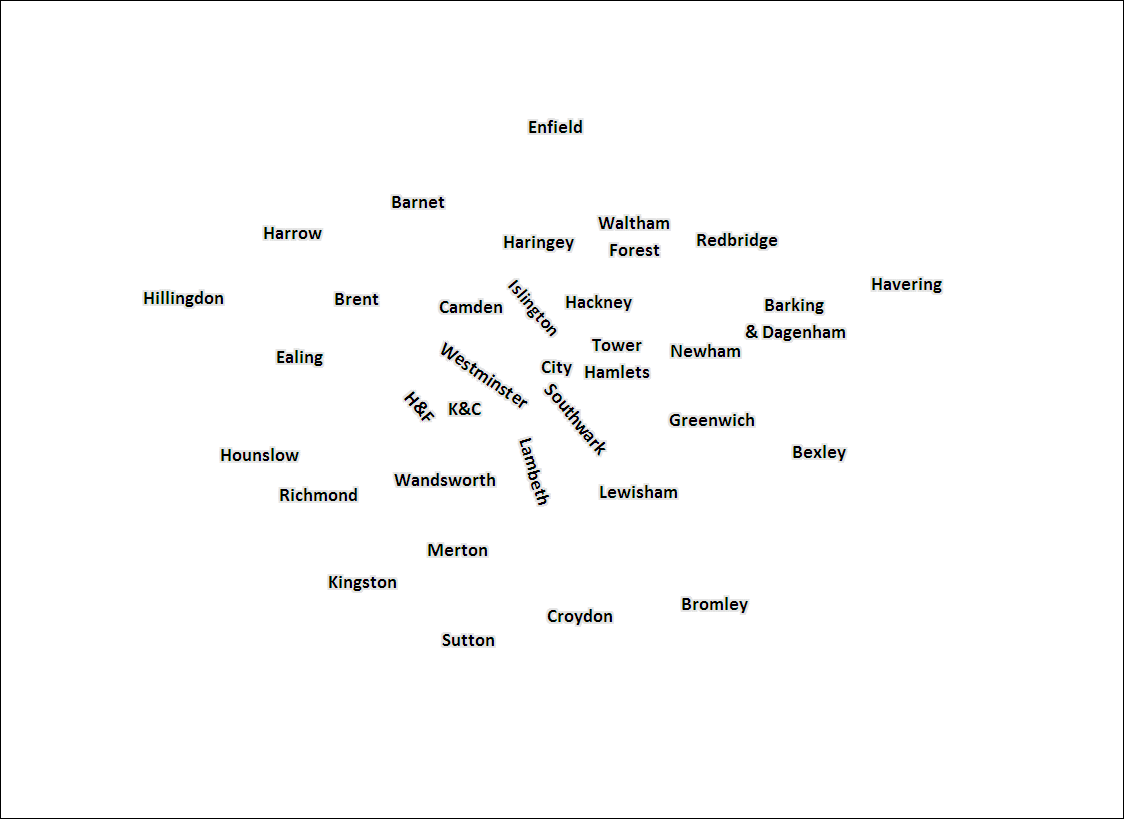 Enfield
Barnet
Harrow
Haringey
Waltham
Forest
Redbridge
Hillingdon
Brent
Camden
Islington
Hackney
Barking
& Dagenham
Havering
Ealing
Westminster
City
Tower
Hamlets
Newham
H&F
K&C
Southwark
Greenwich
Hounslow
Richmond
Wandsworth
Lambeth
Lewisham
Bexley
Merton
Kingston
Sutton
Croydon
Bromley